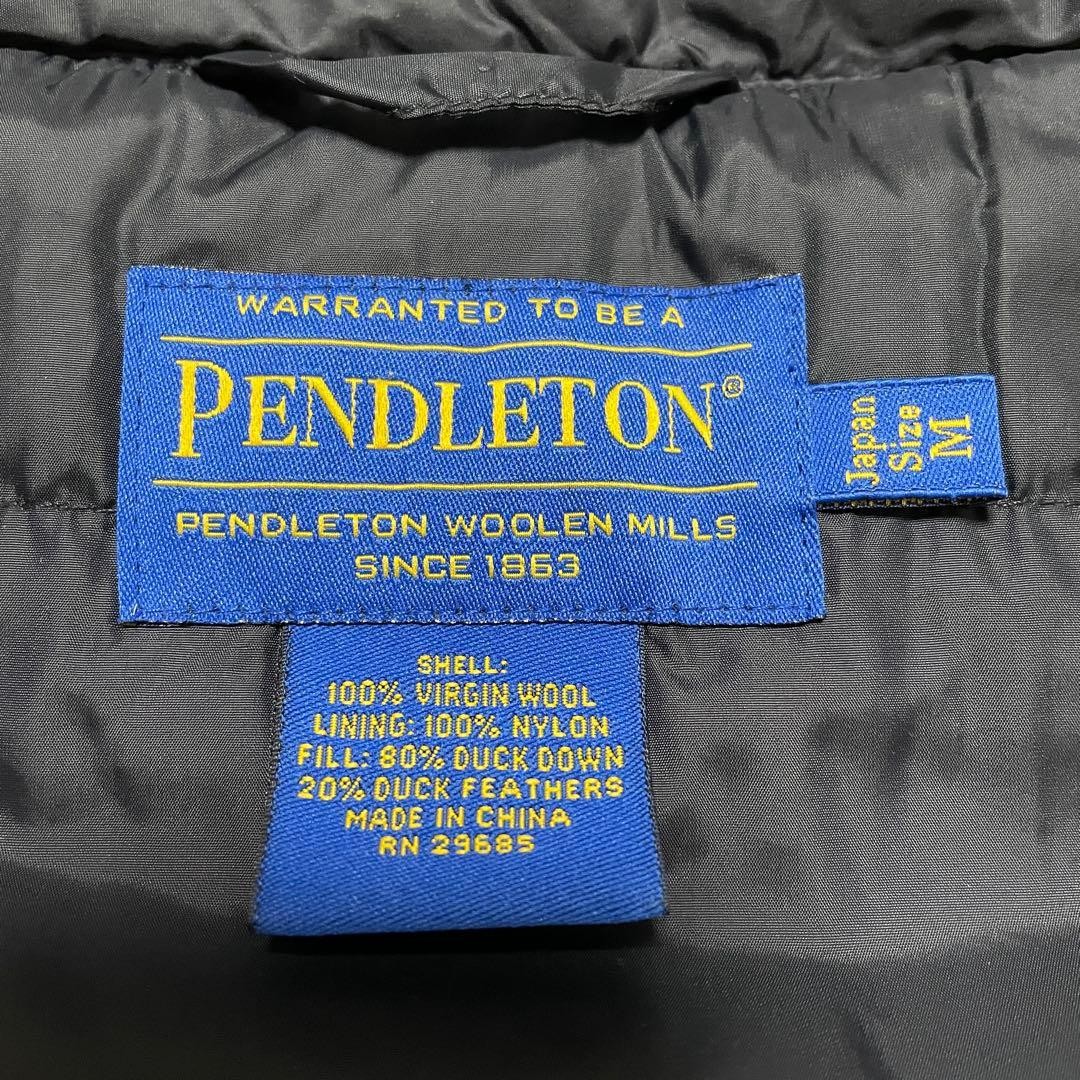 WARRANTED TO BE A
PENDLETON®
PENDLETON WOOLEN MILLS
SINCE 1863
Japan
Size
M
SHELL:
100% VIRGIN WOOL
LINING: 100% NYLON
FILL: 80% DUCK DOWN
20% DUCK FEATHERS
MADE IN CHINA
RN 29685